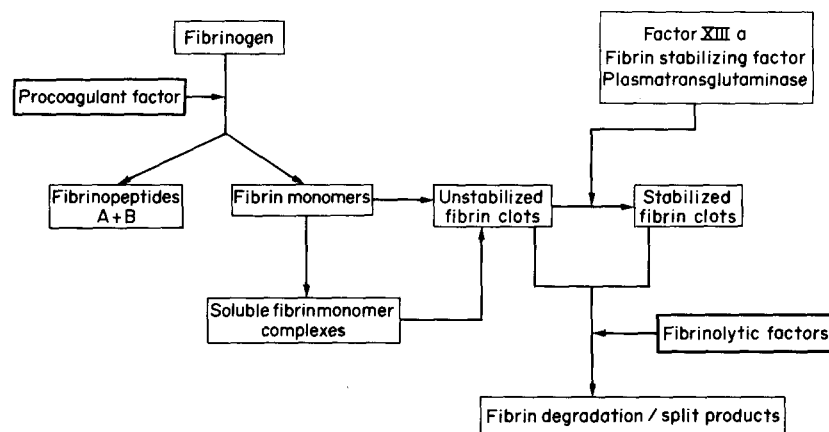 Fibrinogen
Factor XIII a
Fibrin stabilizing factor
Plasmatransglutaminase
Procoagulant factor
Fibrinopeptides
A + B
Fibrin monomers
Unstabilized
fibrin clots
Stabilized
fibrin clots
Soluble fibrinmonomer
complexes
Fibrinolytic factors
Fibrin degradation / split products